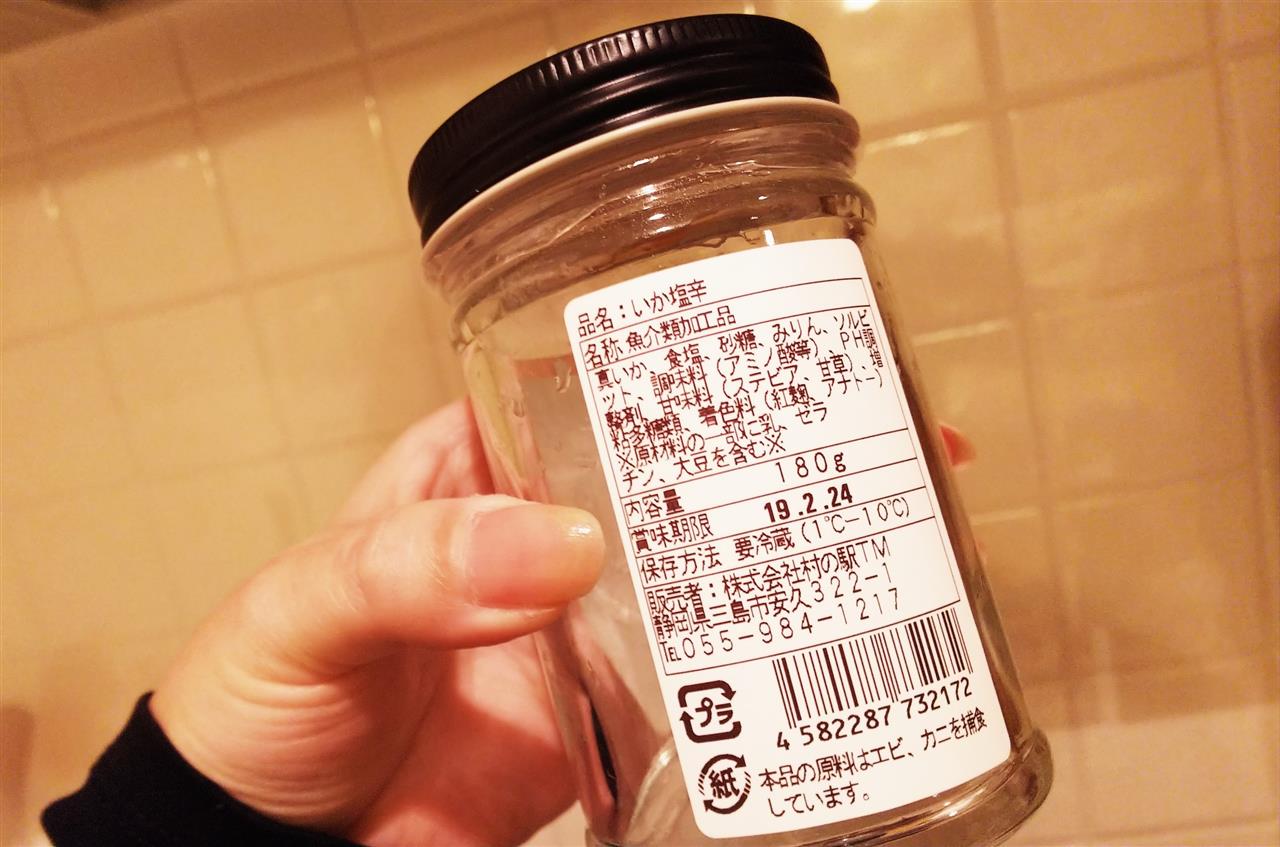 品名：いか塩辛
名称 魚介類加工品
真いか、食塩、砂糖、みりん、ソルビ
ット、調味料（アミノ酸等）、ＰＨ調
整剤、甘味料（ステビア、甘草）、増
粘多糖類、着色料（紅麹、アナトー）
※原材料の一部に乳、ゼラ
チン、大豆を含む※
内容量 180g
賞味期限 19.2.24
保存方法 要冷蔵（1℃－10℃）
販売者：株式会社村の駅ＴＭ
静岡県三島市安久３２２－１
℡０５５－９８４－１２１７
プラ
4 582287 732172
紙
本品の原料はエビ、カニを捕食
しています。